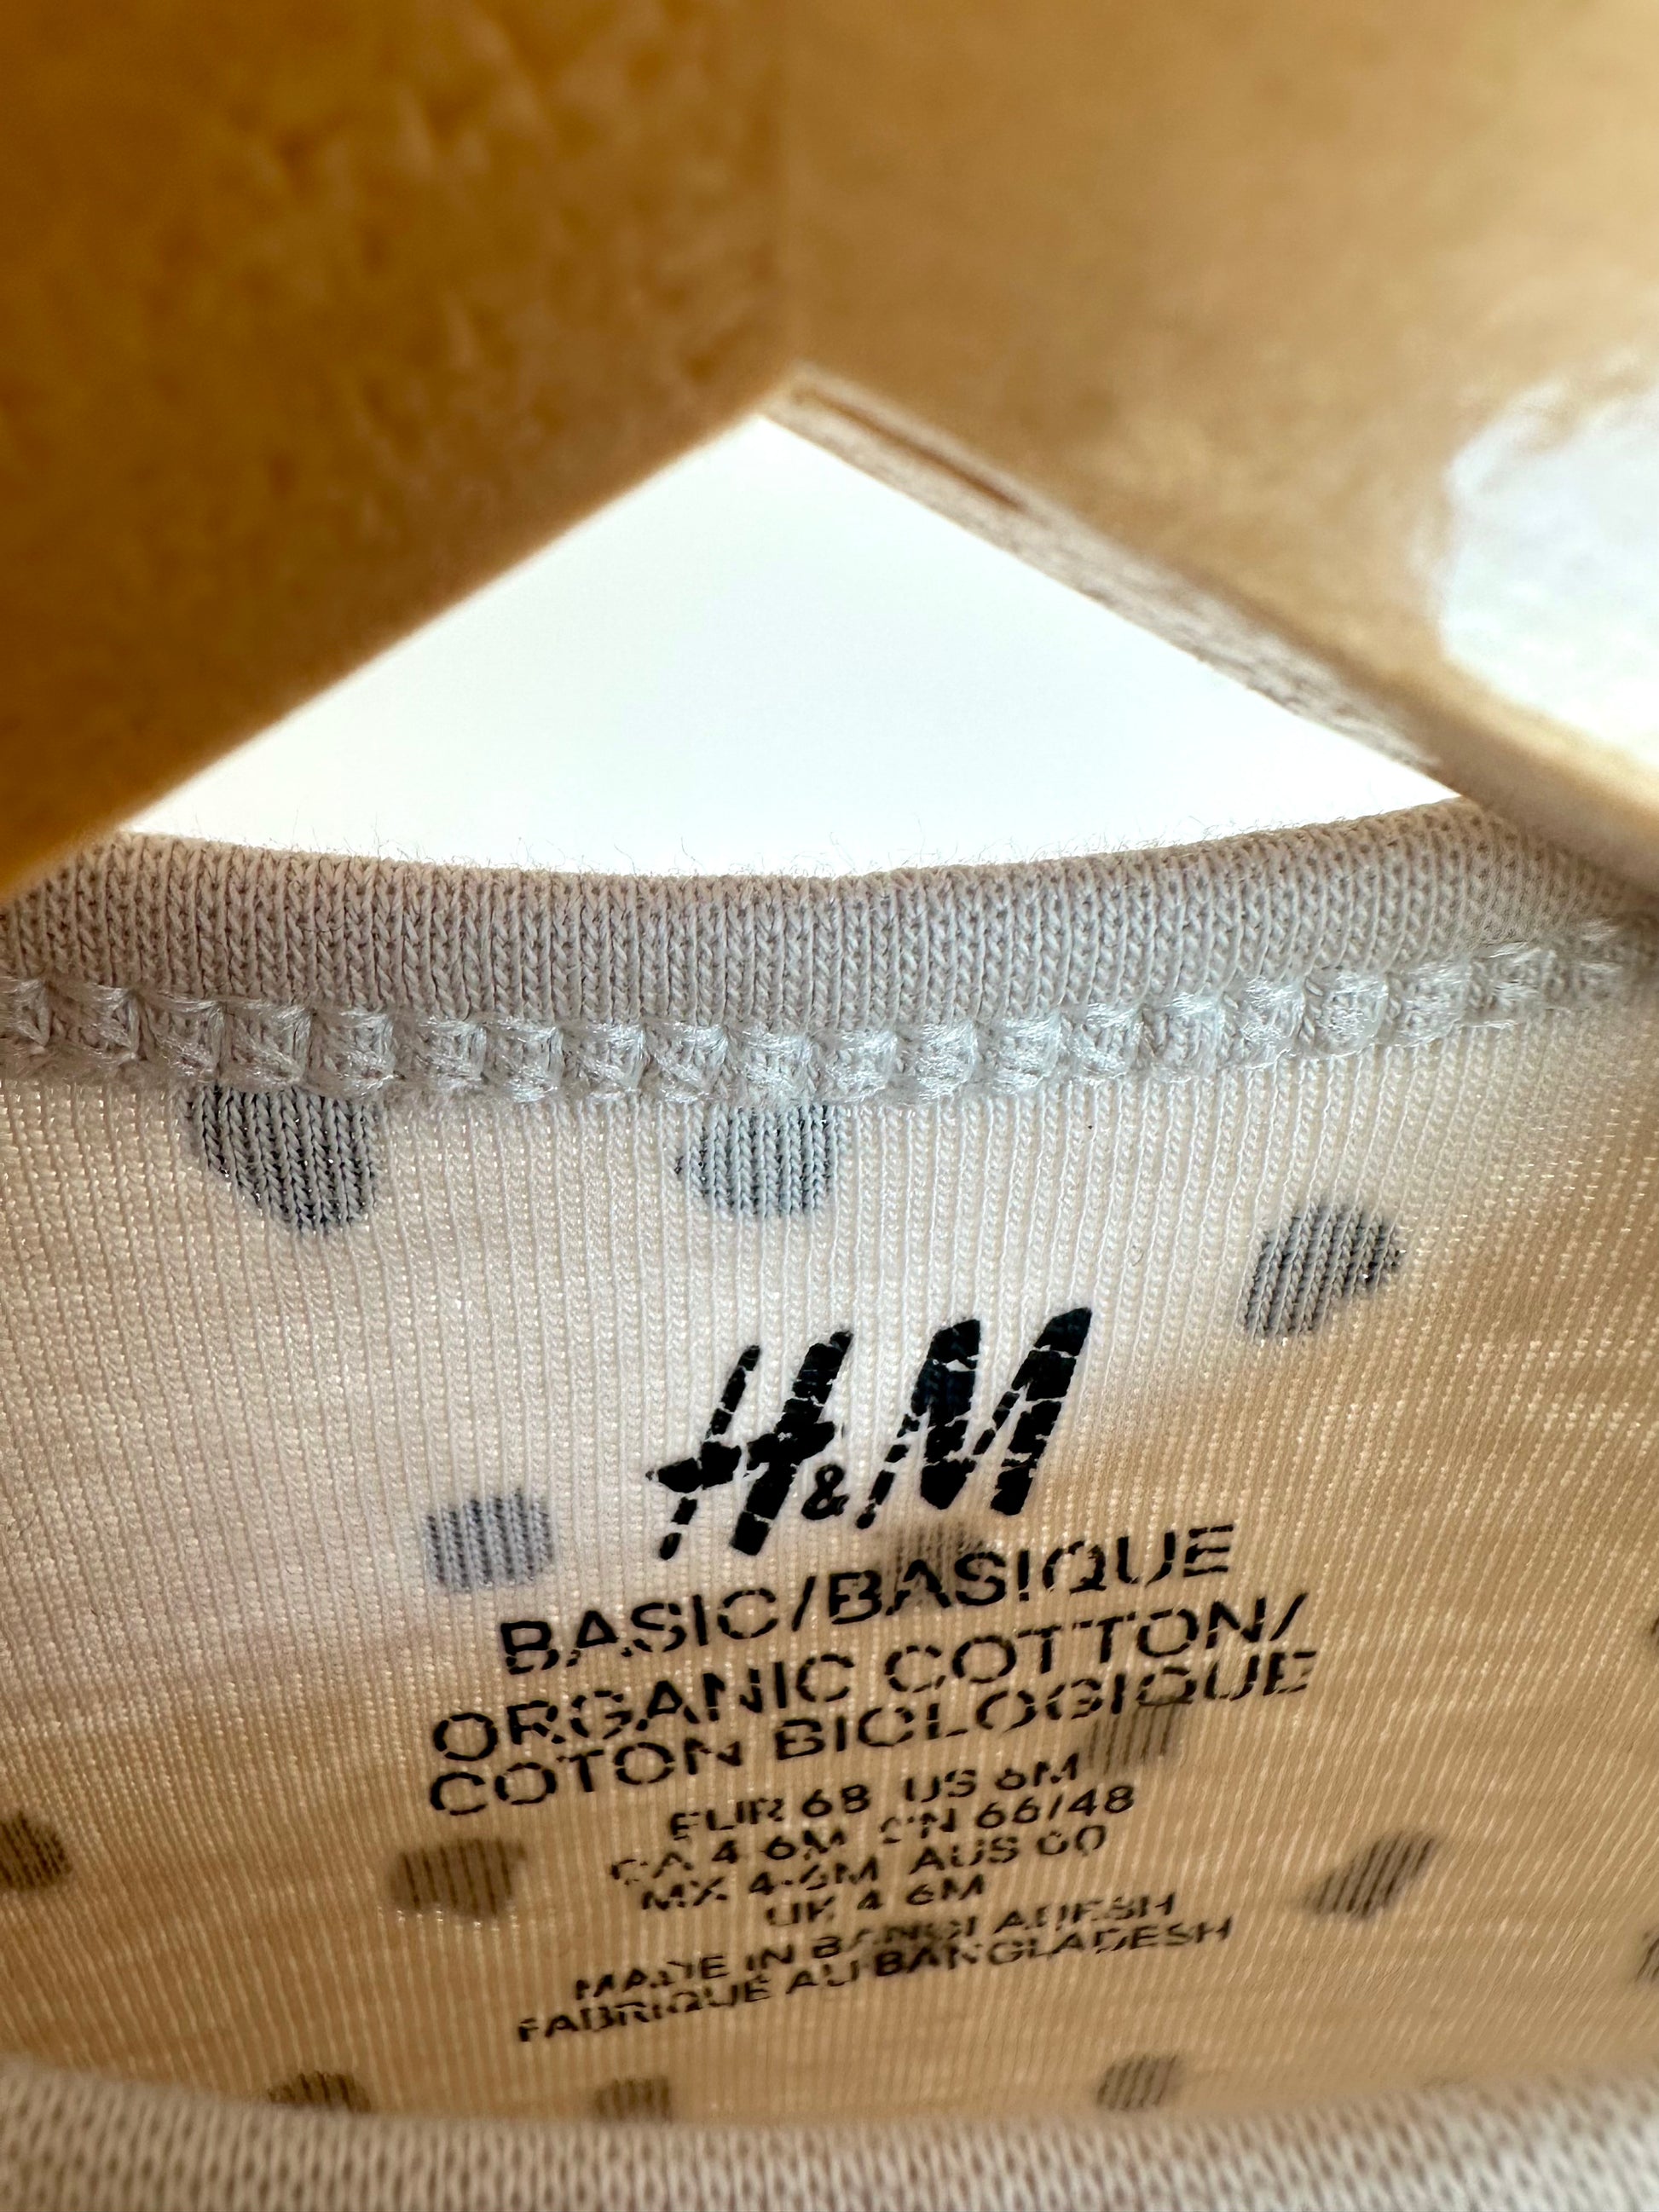 H&M
BASIC/BASIQUE
ORGANIC COTTON/
COTON BIOLOGIQUE
EUR 68 US 6M
CA 4-6M CN 66/48
MX 4-6M AUS 00
UK 4-6M
MADE IN BANGLADESH
FABRIQUÉ AU BANGLADESH